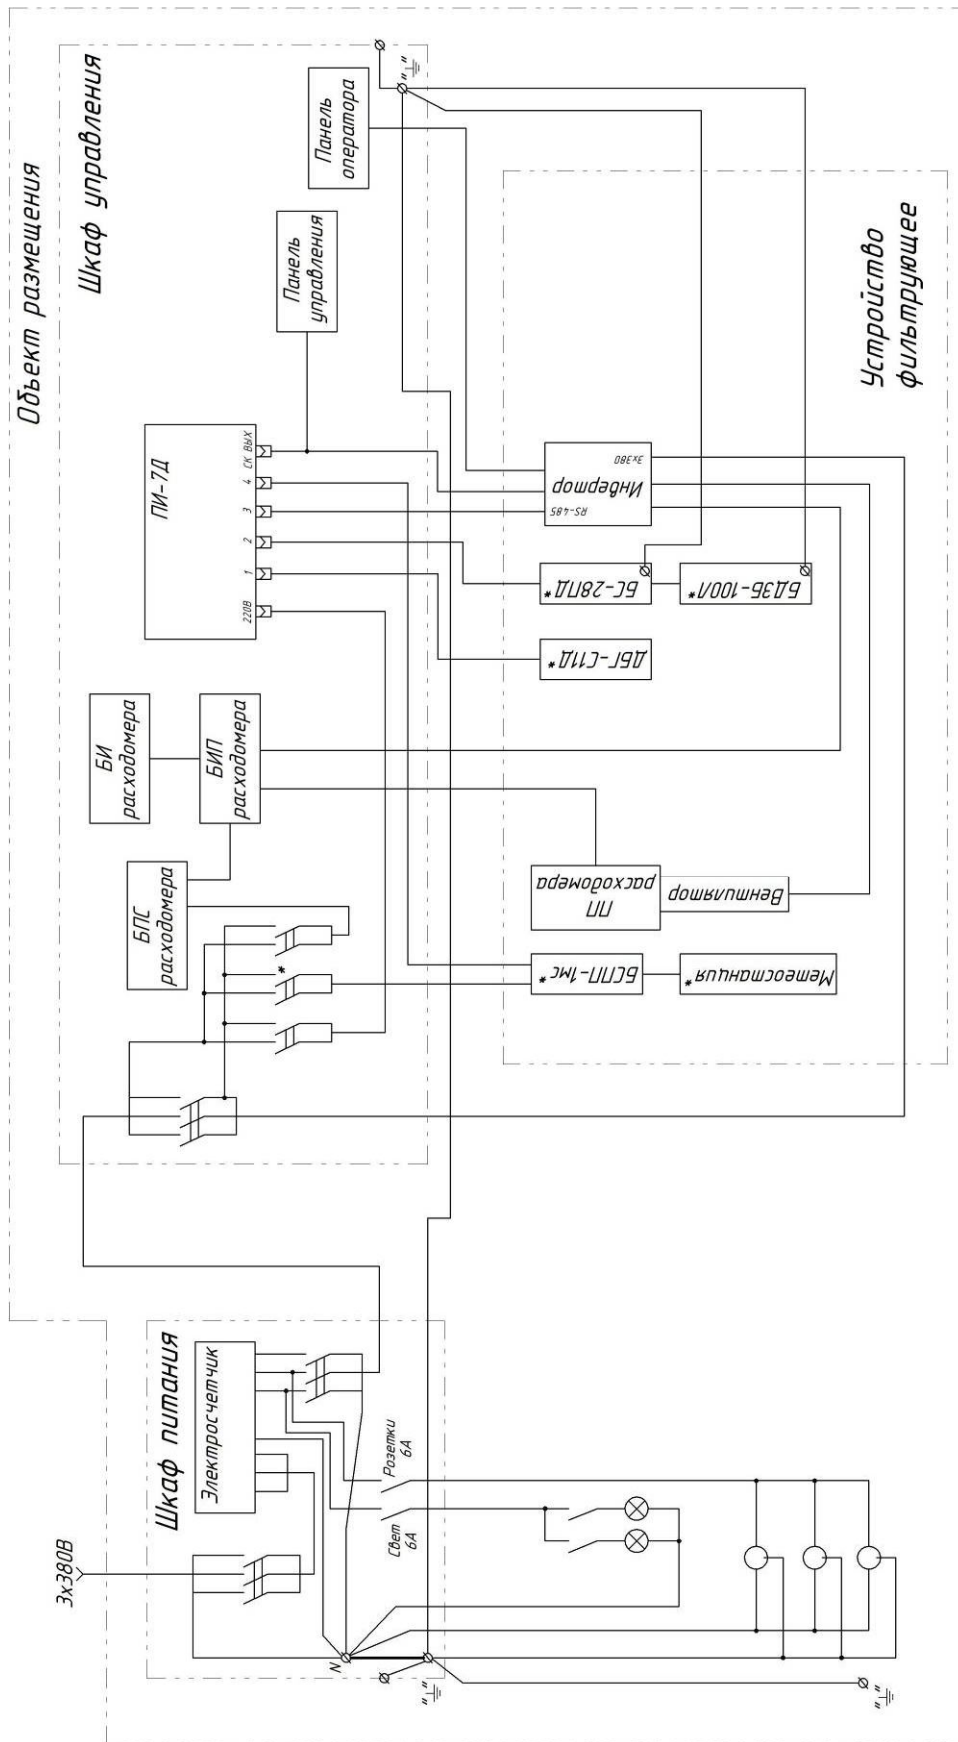 Объект размещения
Шкаф управления
Панель
оператора
"⏚"
Панель
управления
ПИ-7Д
220В
1
2
3
4
СК ВЫХ
БИ
расходомера
БИП
расходомера
БПС
расходомера
*
Устройство
фильтрующее
3х380
Инвертор
RS-485
БС-28ПД*
БДЗБ-100Л*
ДБГ-С11Д*
ПП
расходомера
Вентилятор
БСПП-1мс*
Метеостанция*
Шкаф питания
Электросчетчик
3х380В
Розетки
6А
Свет
6А
N
"⏚"
"⏚"